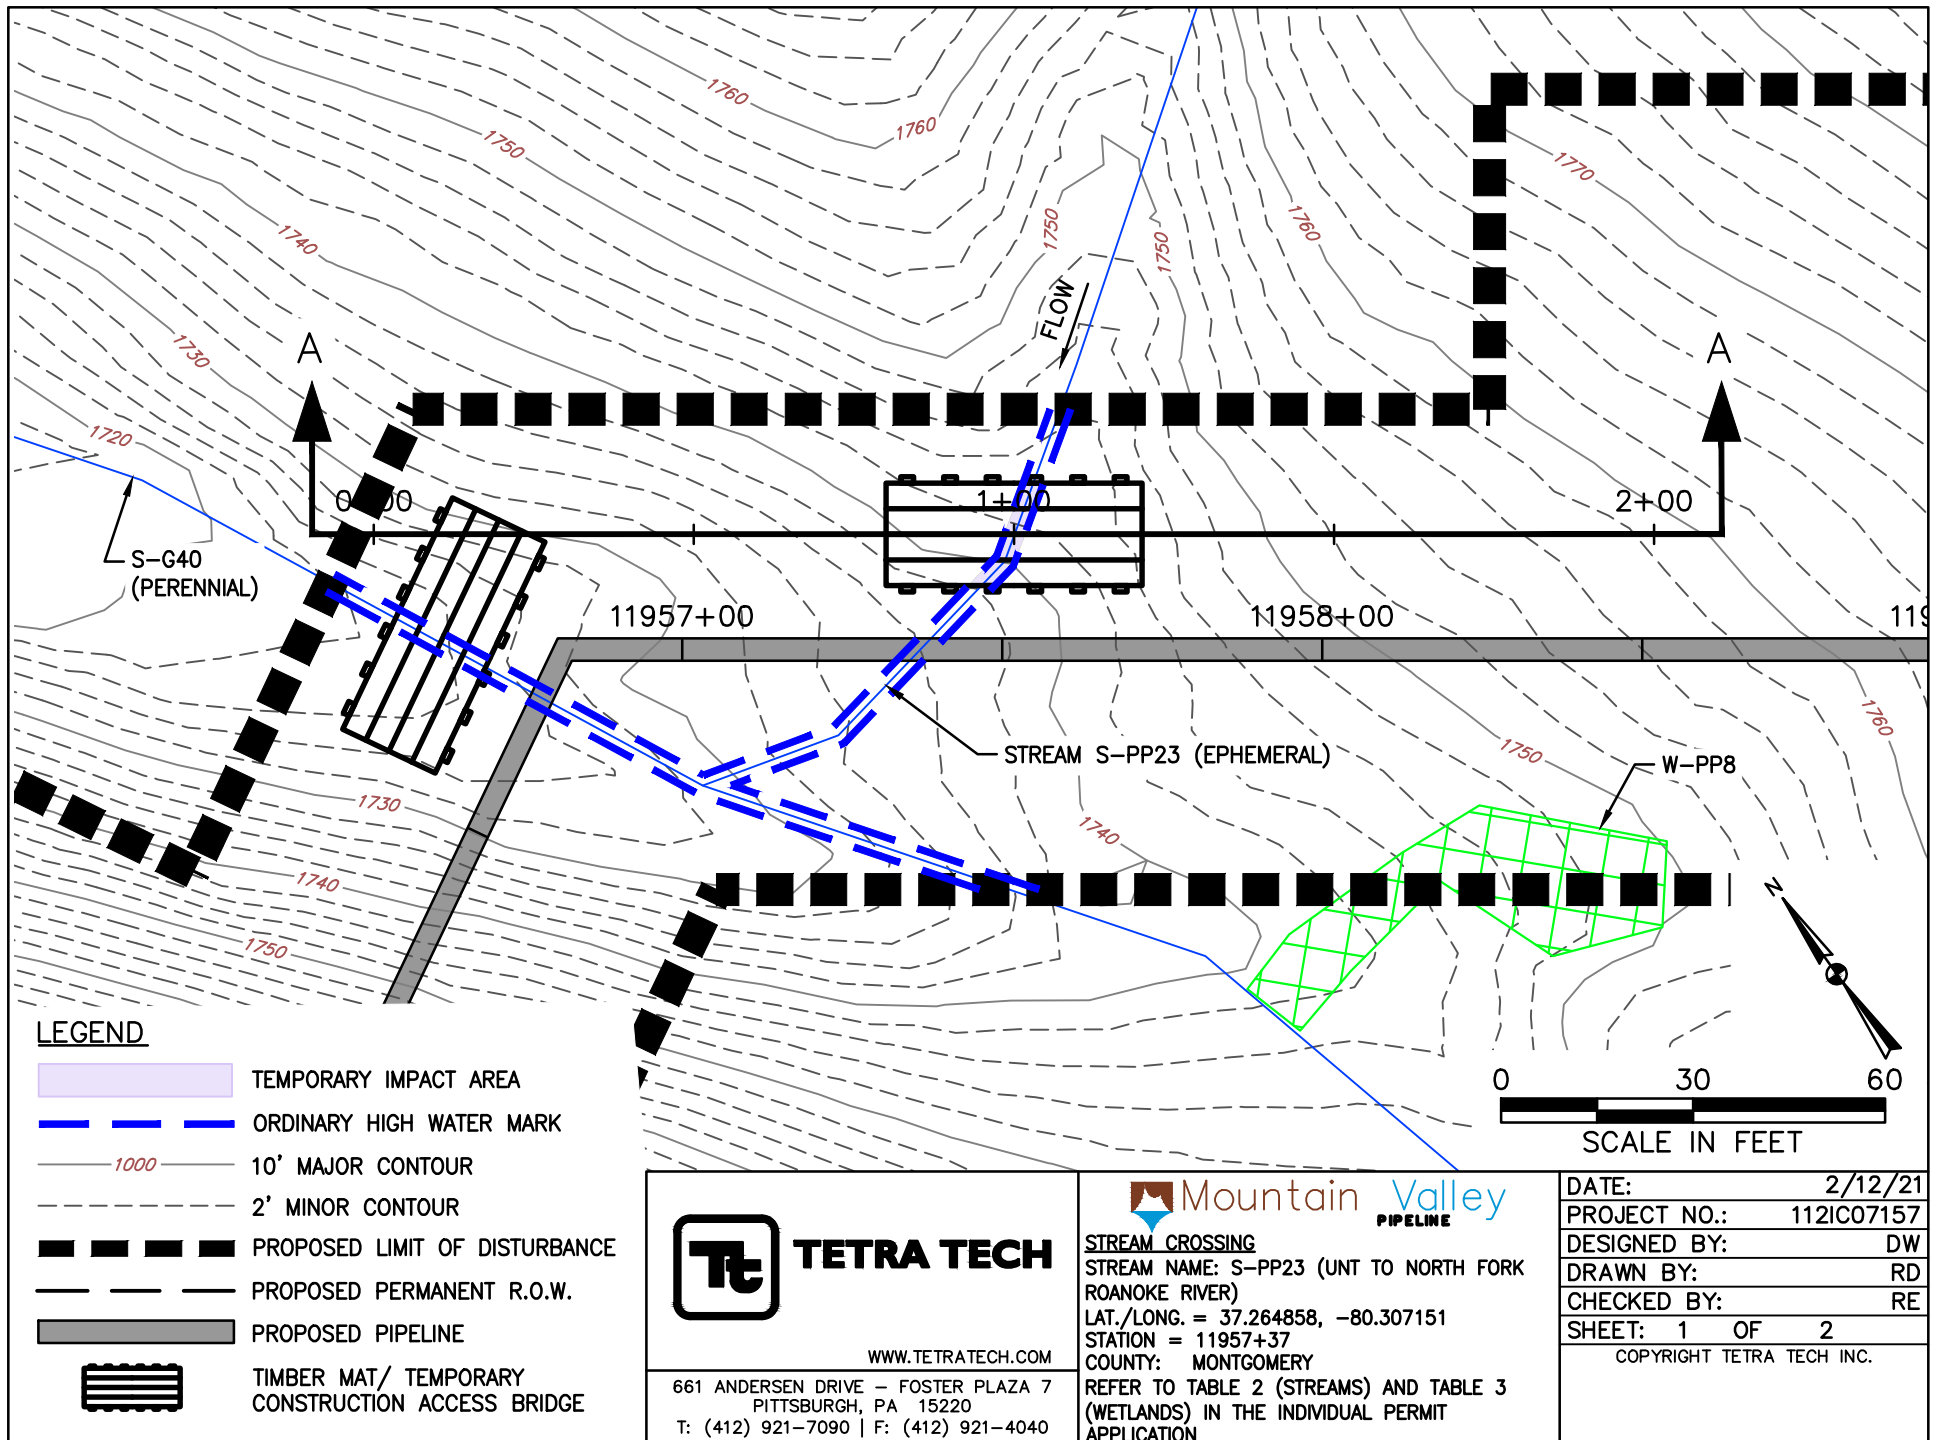 1760
1760
1750
1770
1740
1750
1750
1760
FLOW
1730
A
A
1720
1+00
2+00
S-G40
(PERENNIAL)
11957+00
11958+00
STREAM S-PP23 (EPHEMERAL)
1750
1760
W-PP8
1730
1740
1740
1750
N
LEGEND
TEMPORARY IMPACT AREA
ORDINARY HIGH WATER MARK
1000
10' MAJOR CONTOUR
2' MINOR CONTOUR
PROPOSED LIMIT OF DISTURBANCE
PROPOSED PERMANENT R.O.W.
PROPOSED PIPELINE
TIMBER MAT/ TEMPORARY
CONSTRUCTION ACCESS BRIDGE
0 30 60
SCALE IN FEET
Tt TETRA TECH
WWW.TETRATECH.COM
661 ANDERSEN DRIVE – FOSTER PLAZA 7
PITTSBURGH, PA 15220
T: (412) 921-7090 | F: (412) 921-4040
Mountain Valley
PIPELINE
STREAM CROSSING
STREAM NAME: S-PP23 (UNT TO NORTH FORK
ROANOKE RIVER)
LAT./LONG. = 37.264858, -80.307151
STATION = 11957+37
COUNTY: MONTGOMERY
REFER TO TABLE 2 (STREAMS) AND TABLE 3
(WETLANDS) IN THE INDIVIDUAL PERMIT
APPLICATION
DATE: 2/12/21
PROJECT NO.: 112IC07157
DESIGNED BY: DW
DRAWN BY: RD
CHECKED BY: RE
SHEET: 1 OF 2
COPYRIGHT TETRA TECH INC.